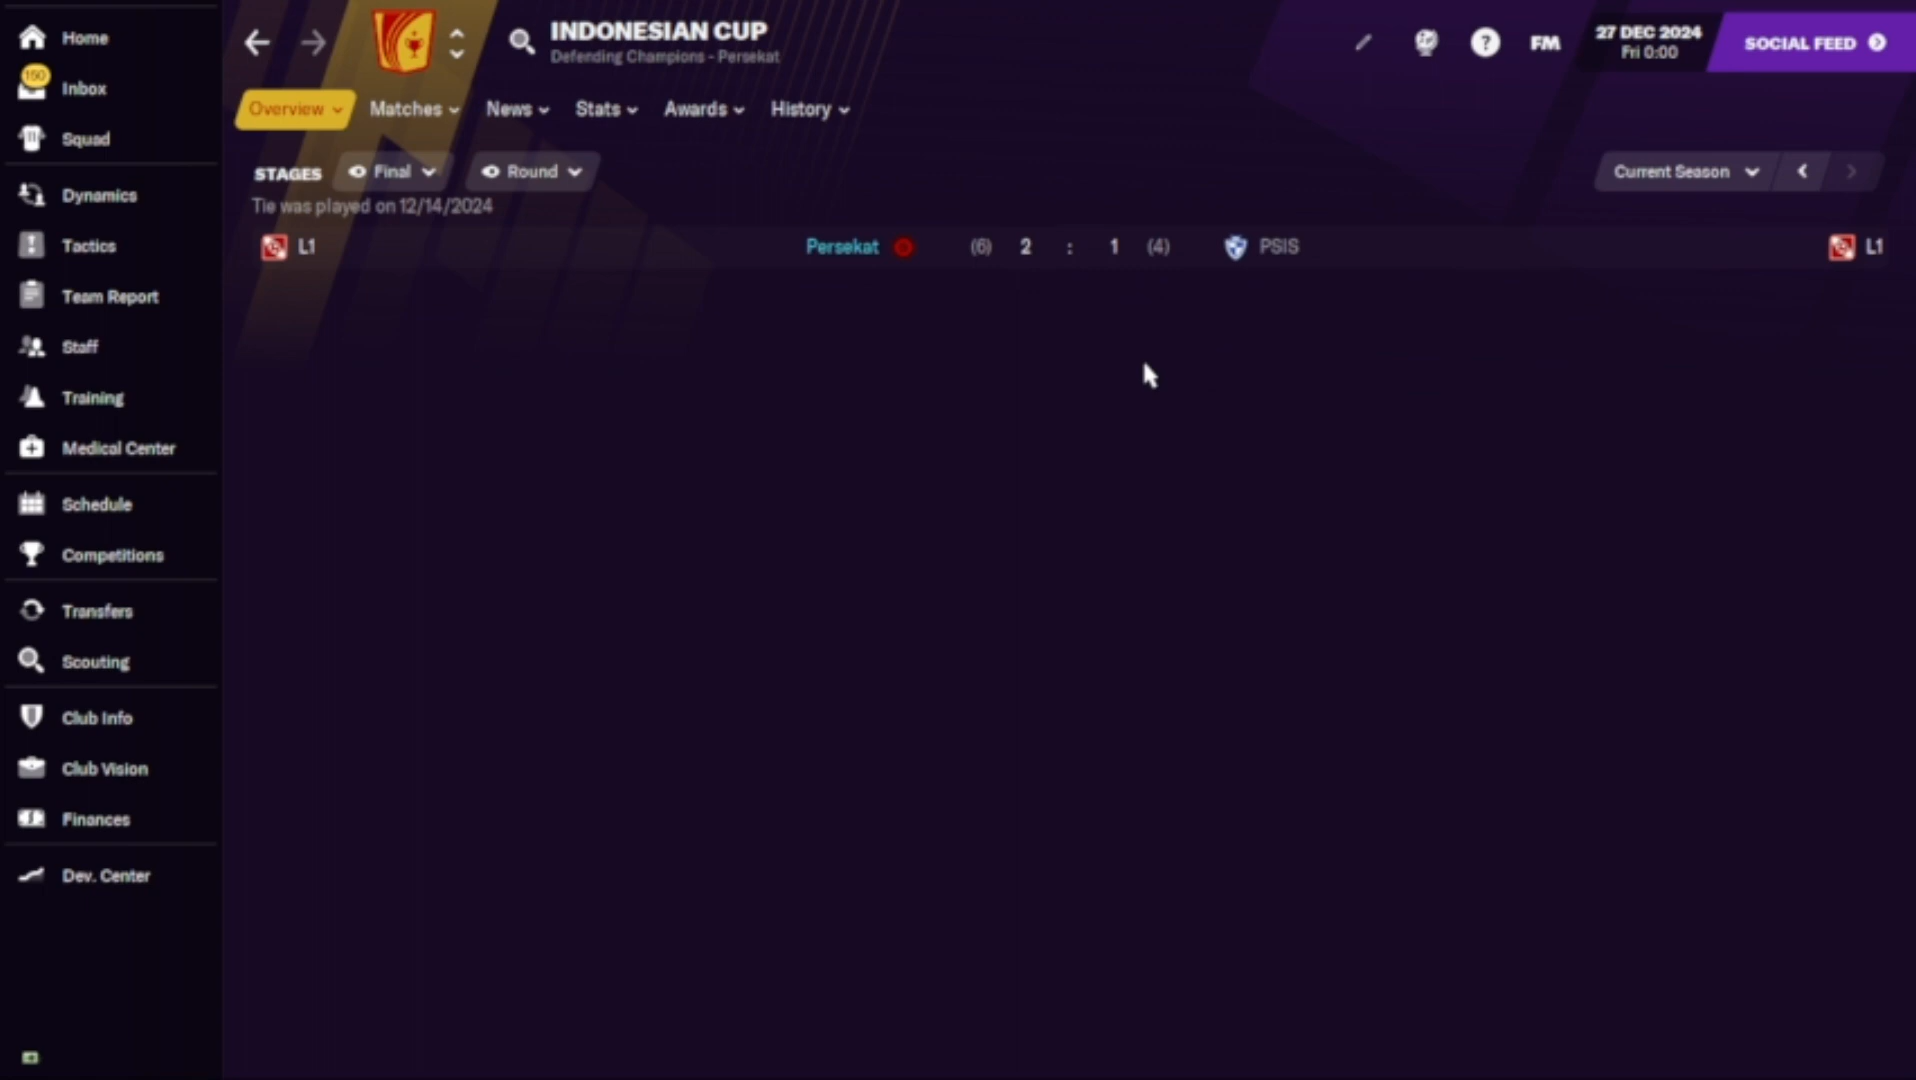 Home
150
Inbox
Squad
Dynamics
Tactics
Team Report
Staff
Training
Medical Center
Schedule
Competitions
Transfers
Scouting
Club Info
Club Vision
Finances
Dev. Center
INDONESIAN CUP
Defending Champions - Persekat
? FM
27 DEC 2024
Fri 0:00
SOCIAL FEED
Overview Matches News Stats Awards History
STAGES Final Round Current Season
Tie was played on 12/14/2024
L1 Persekat (6) 2 : 1 (4) PSIS L1